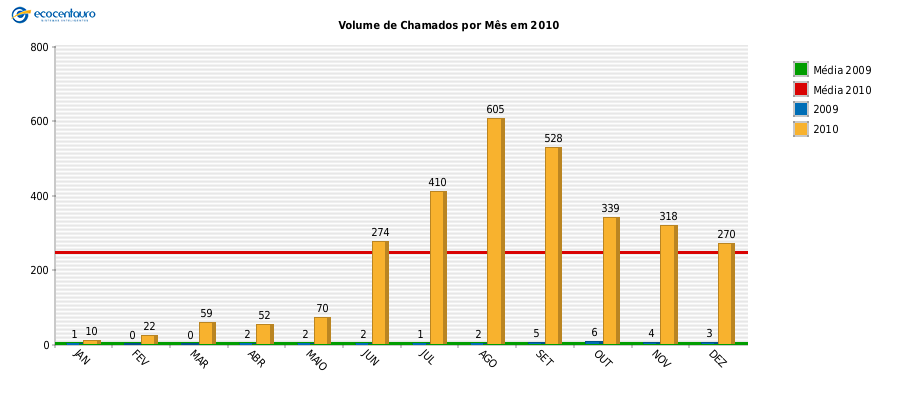 ecocentauro
Volume de Chamados por Mês em 2010
800
600
400
200
0
Média 2009
Média 2010
2009
2010
1 10
0 22
0 59
2 52
2 70
2 274
1 410
2 605
5 528
6 339
4 318
3 270
JAN
FEV
MAR
ABR
MAIO
JUN
JUL
AGO
SET
OUT
NOV
DEZ